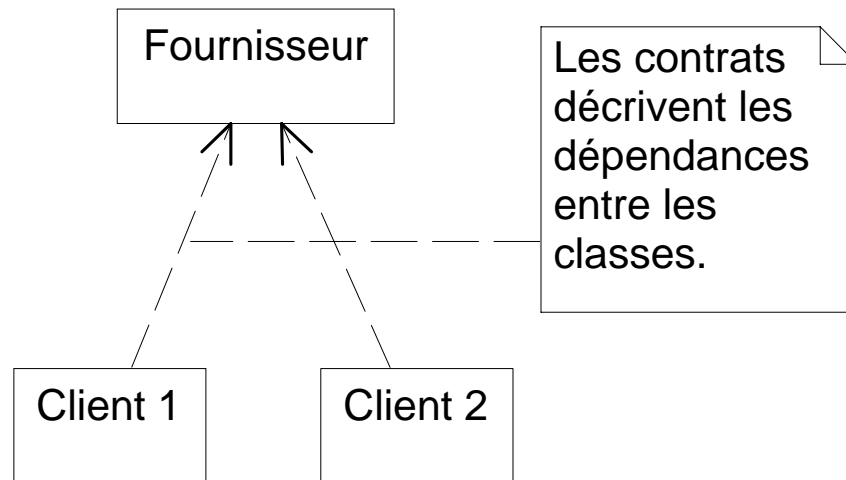 Fournisseur
Les contrats
décrivent les
dépendances
entre les
classes.
Client 1
Client 2